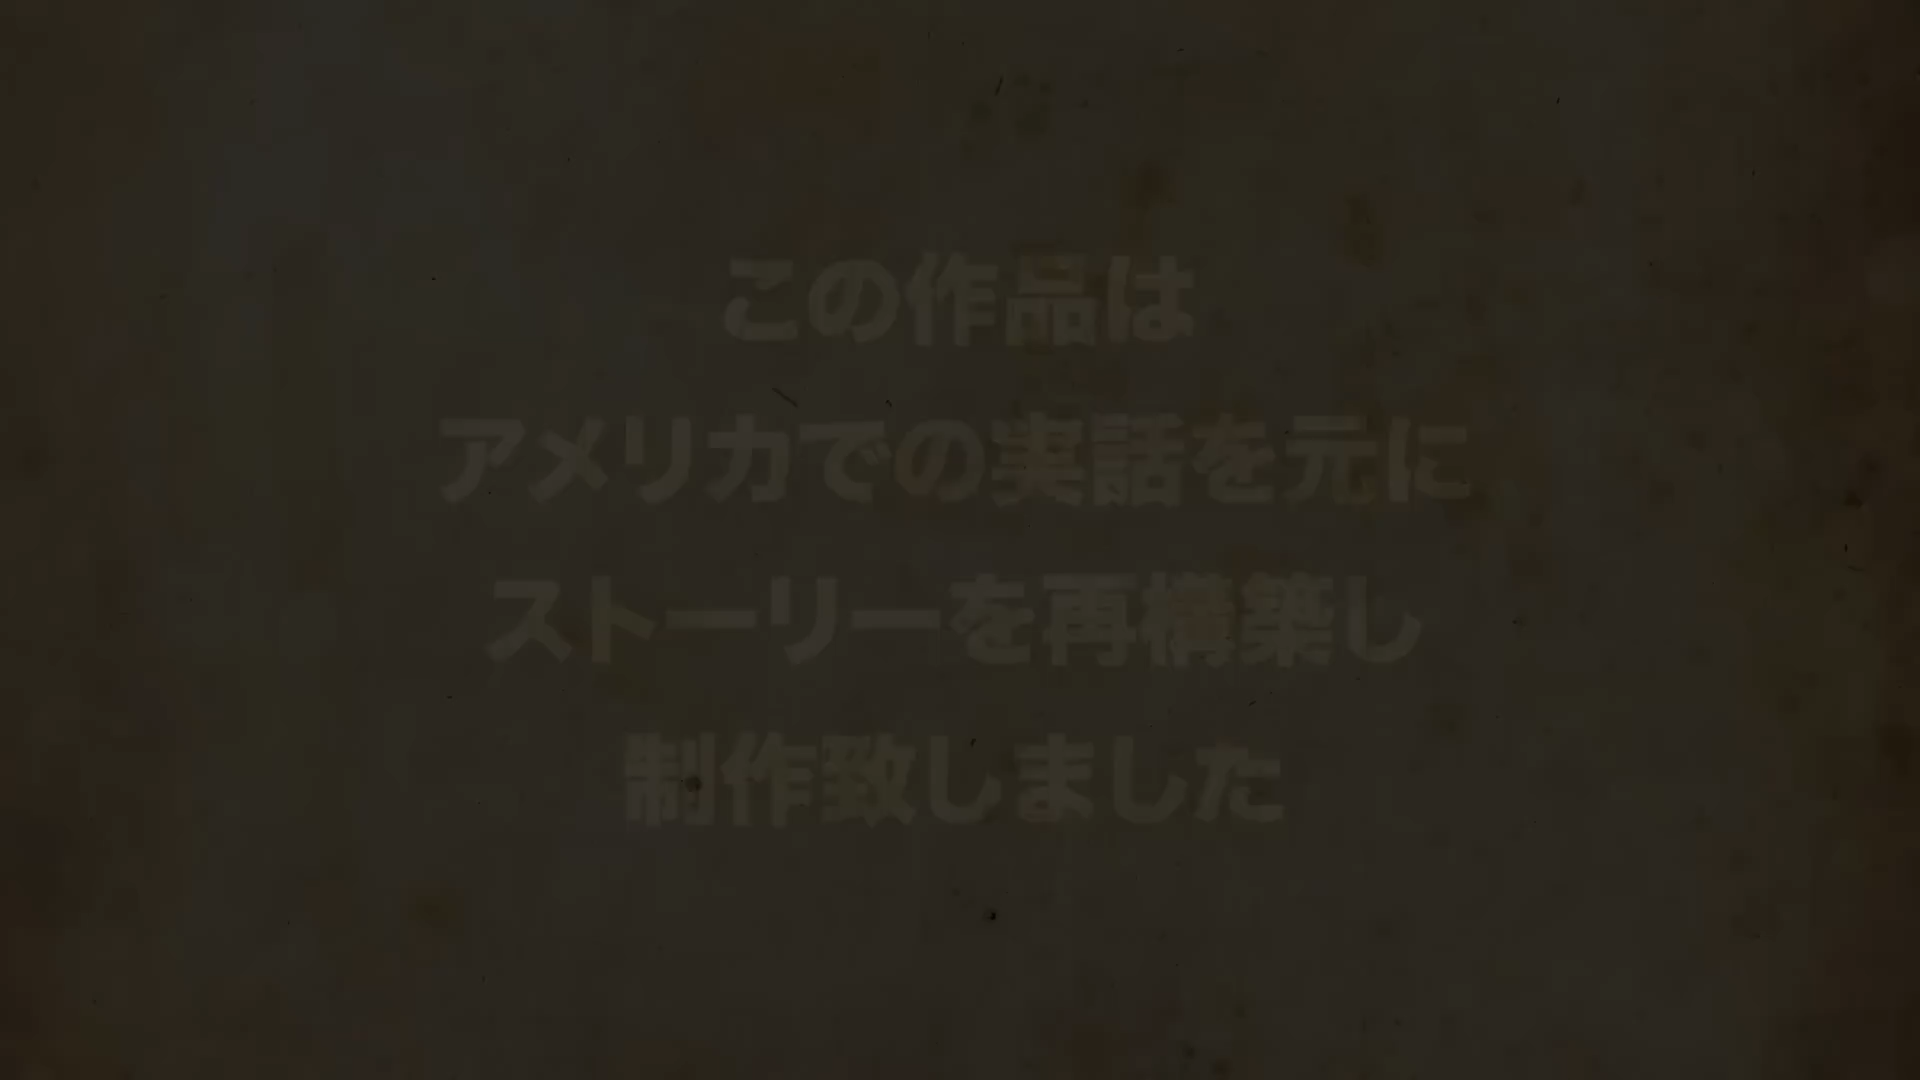 この作品は
アメリカでの実話を元に
ストーリーを再構築し
制作致しました